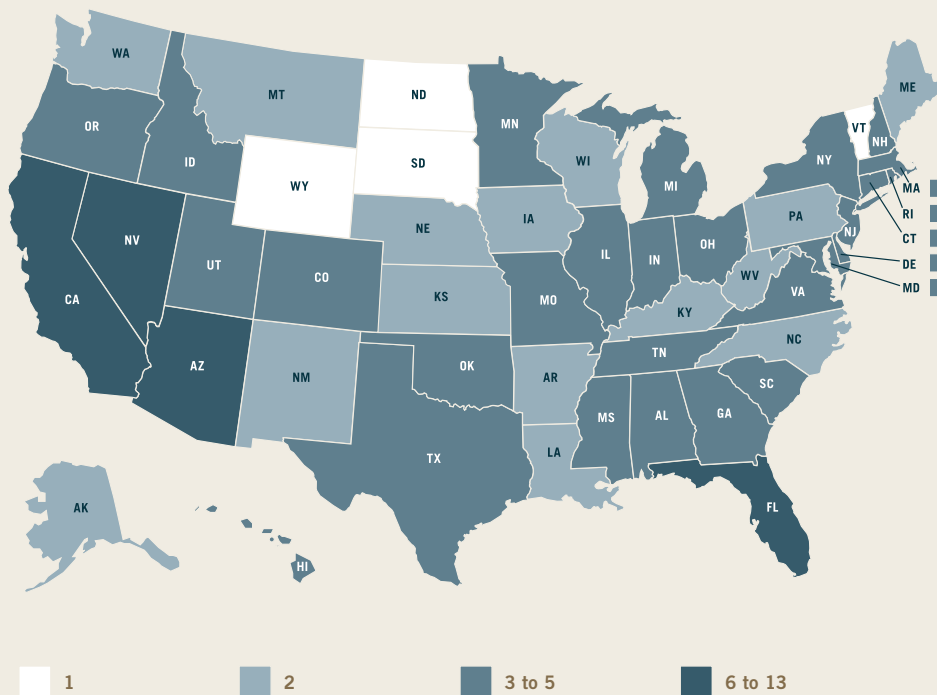 WA
MT
ND
ME
OR
MN
VT
NH
ID
SD
WI
NY
WY
MI
MA
RI
CT
DE
MD
NV
NE
IA
PA
NJ
UT
CO
IL
IN
OH
WV
VA
CA
KS
MO
KY
NC
AZ
NM
OK
AR
TN
SC
MS
AL
GA
TX
LA
FL
AK
HI
1
2
3 to 5
6 to 13